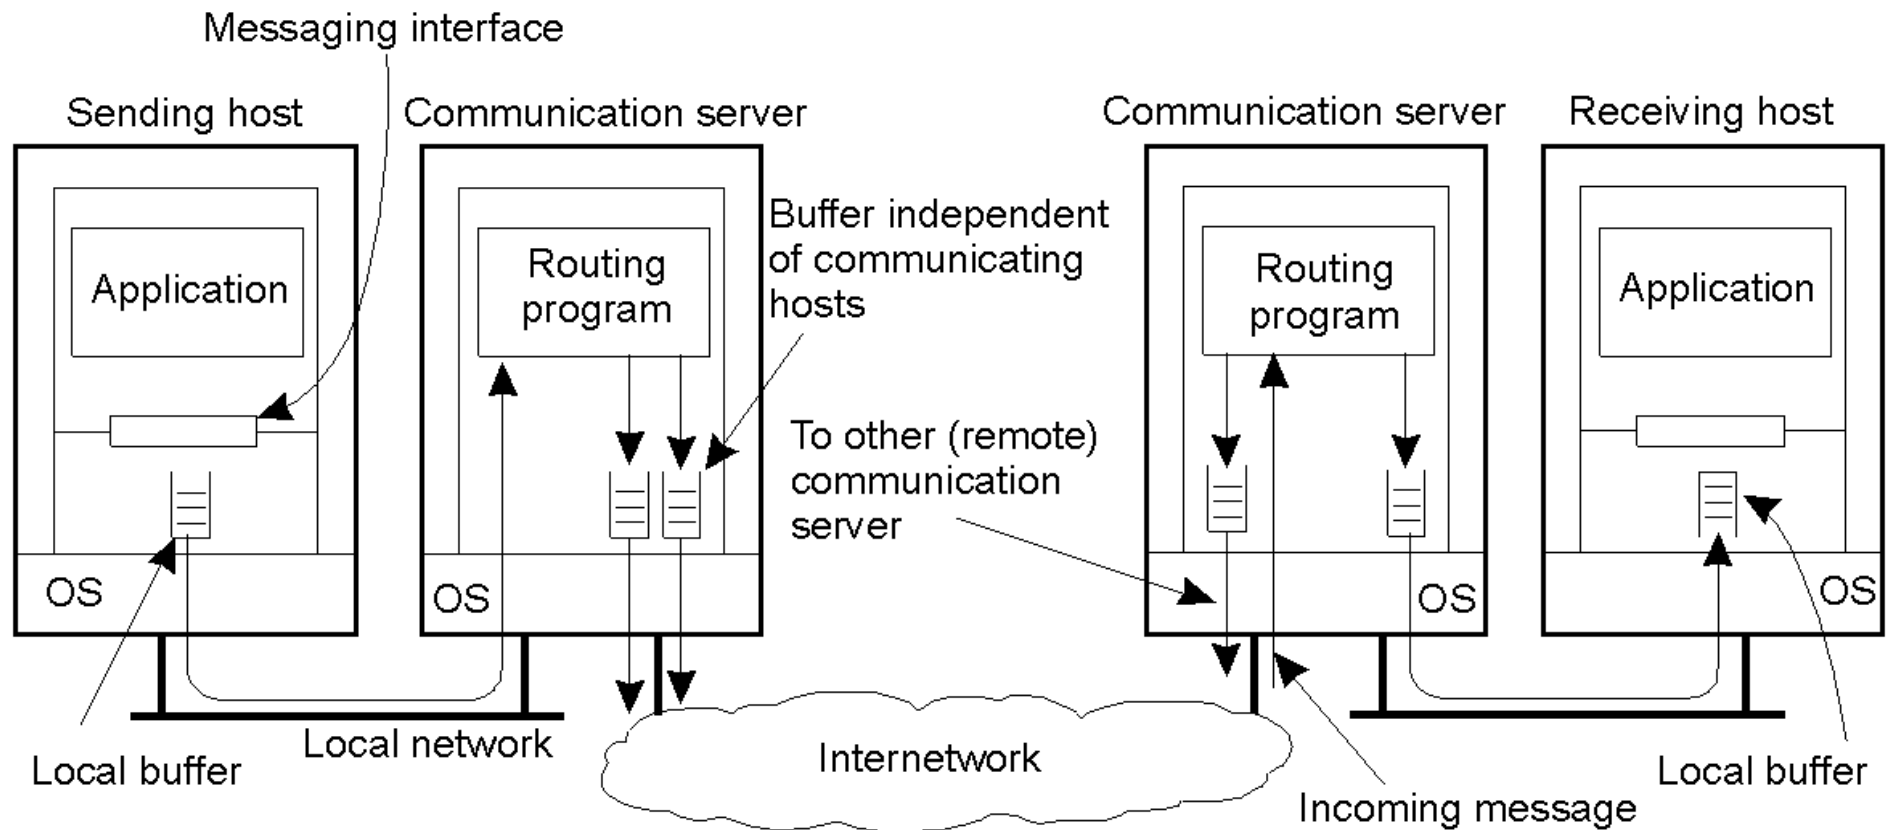 Messaging interface
Sending host
Communication server
Communication server
Receiving host
Application
Routing
program
Buffer independent
of communicating
hosts
Routing
program
Application
To other (remote)
communication
server
OS
OS
OS
OS
Local network
Local buffer
Internetwork
Local buffer
Incoming message